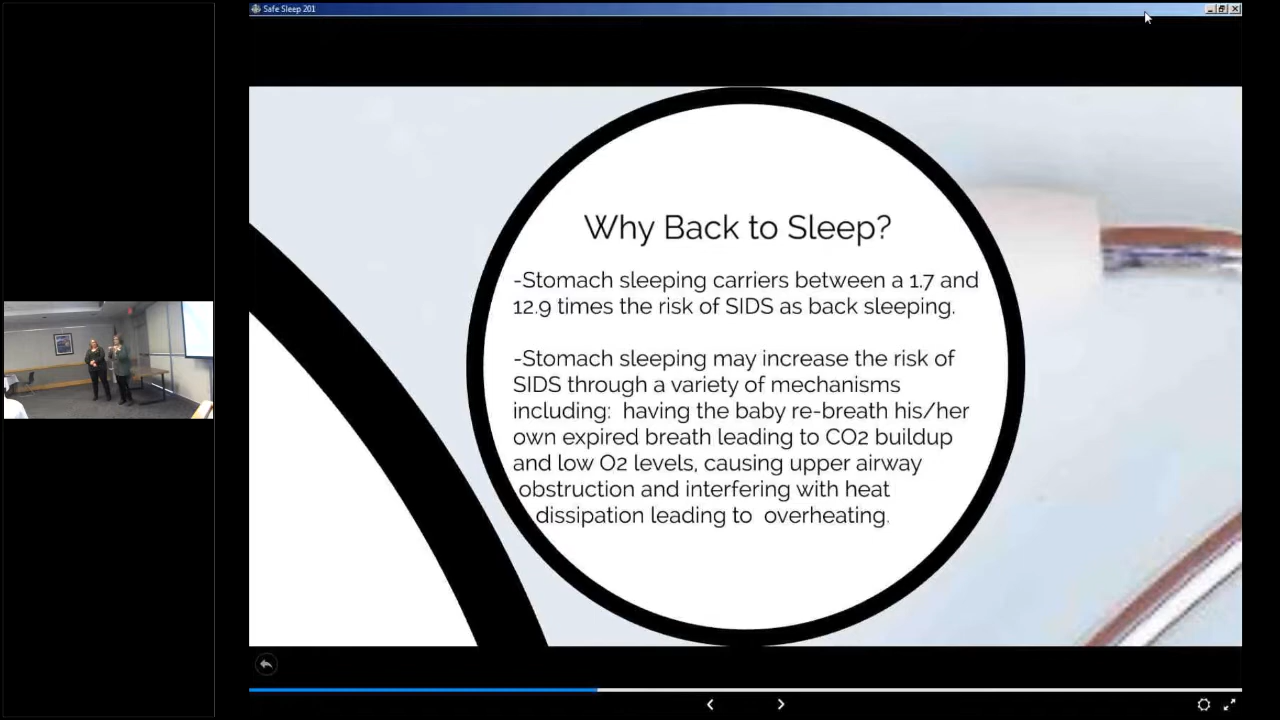 Safe Sleep 201
Why Back to Sleep?
-Stomach sleeping carriers between a 1.7 and
12.9 times the risk of SIDS as back sleeping.
-Stomach sleeping may increase the risk of
SIDS through a variety of mechanisms
including: having the baby re-breath his/her
own expired breath leading to CO2 buildup
and low O2 levels, causing upper airway
obstruction and interfering with heat
dissipation leading to overheating.